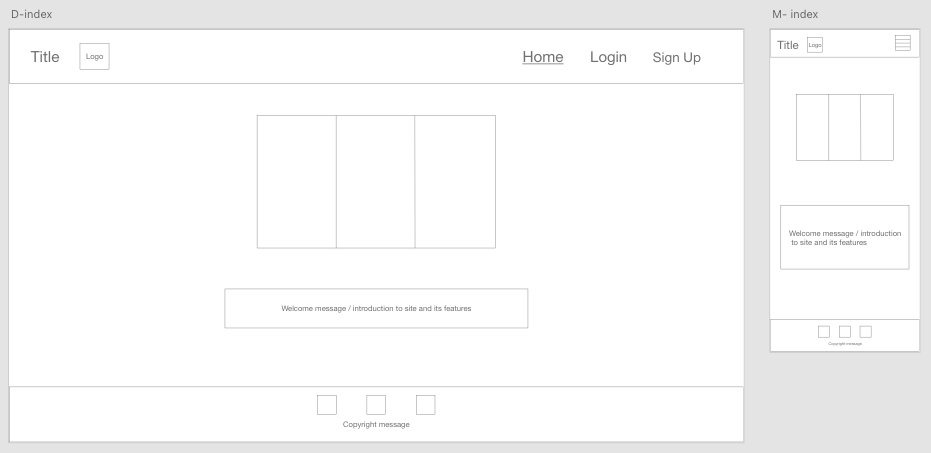 D-index
Title
Logo
Home
Login
Sign Up
Welcome message / introduction to site and its features
Copyright message
M- index
Title
Logo
Welcome message / introduction
to site and its features
Copyright message